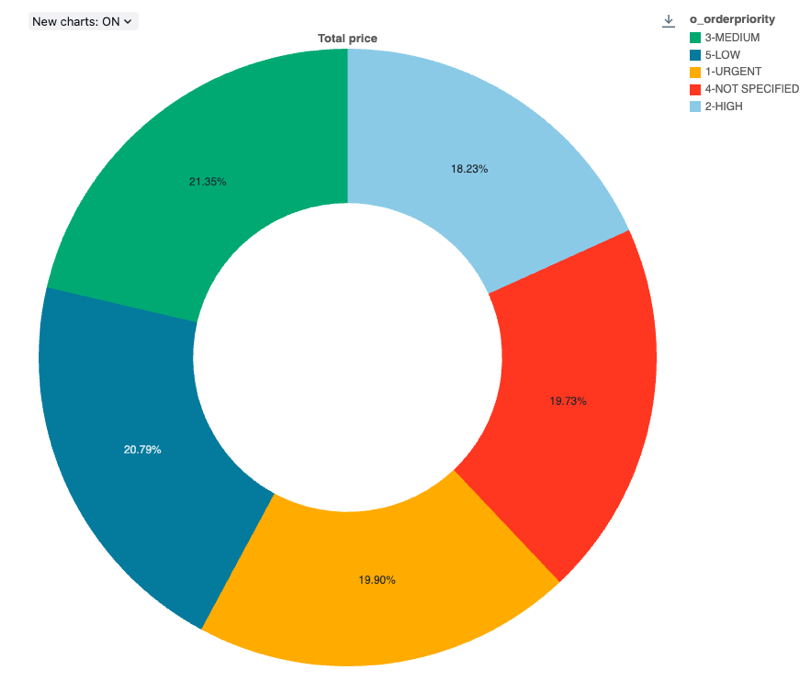 New charts: ON
Total price
o_orderpriority
3-MEDIUM
5-LOW
1-URGENT
4-NOT SPECIFIED
2-HIGH
18.23%
21.35%
19.73%
20.79%
19.90%